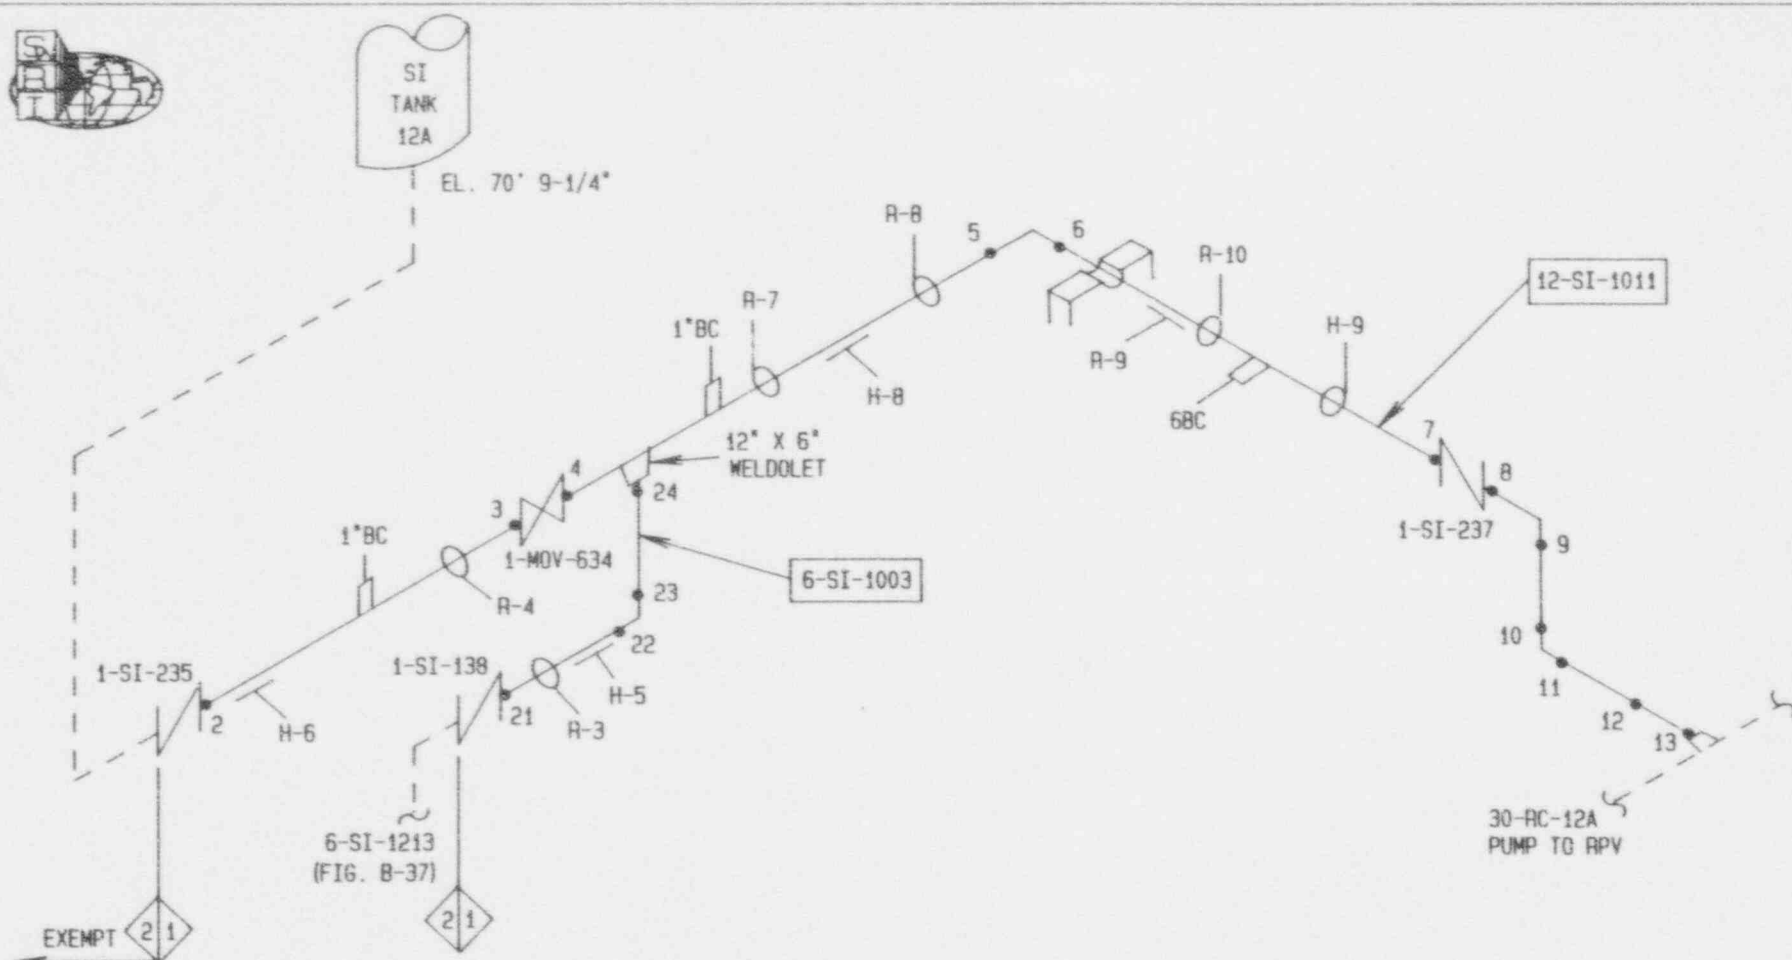 SRI
SI
TANK
12A
EL. 70' 9-1/4"
R-8
5
6
R-10
12-SI-1011
R-7
1"BC
H-9
R-9
H-8
6BC
7
12" X 6"
WELDOLET
4
24
8
3
1-SI-237
1"BC
1-MOV-634
9
6-SI-1003
R-4
23
10
22
1-SI-235
1-SI-138
11
H-5
2
21
12
H-6
R-3
13
30-RC-12A
PUMP TO RPV
6-SI-1213
(FIG. B-37)
2 1
2 1
EXEMPT